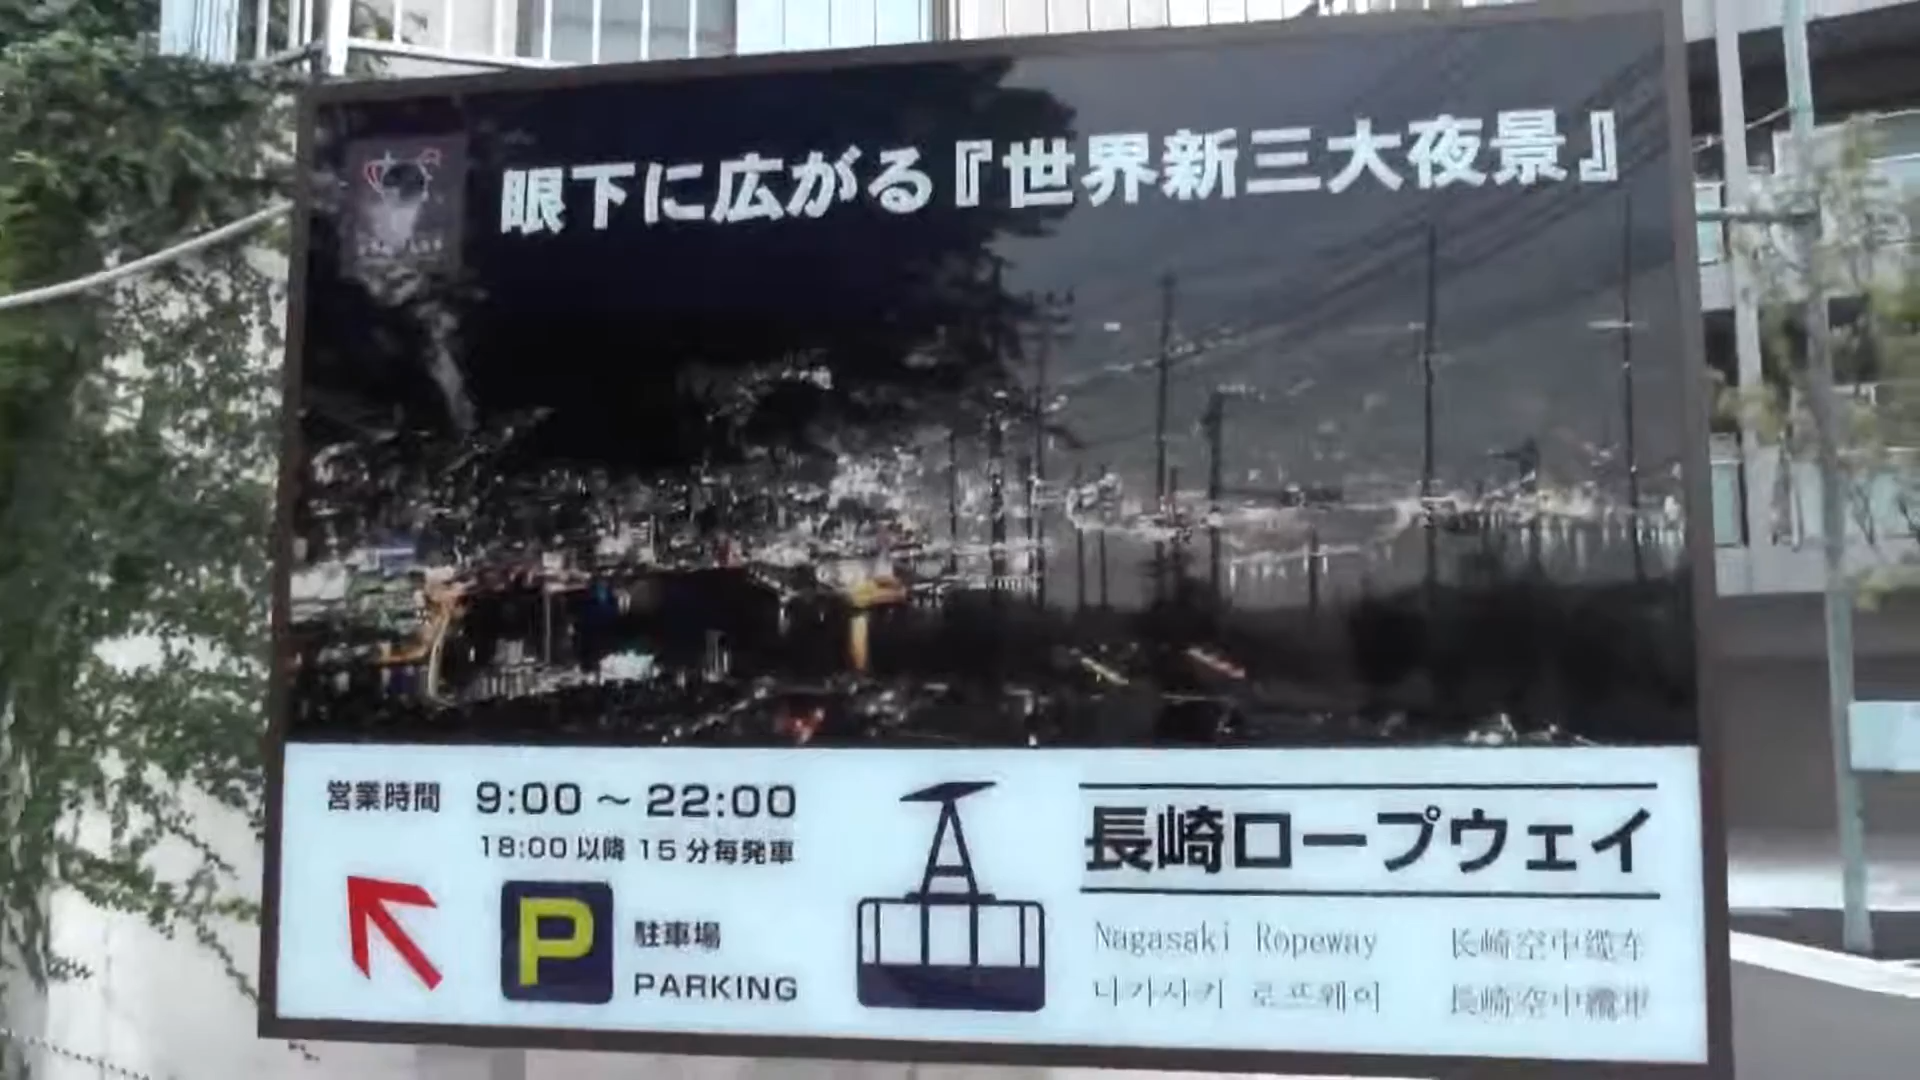 眼下に広がる『世界新三大夜景』
営業時間 9:00 ～ 22:00
18:00 以降 15 分毎発車
P 駐車場
PARKING
長崎ロープウェイ
Nagasaki Ropeway 长崎空中缆车
나가사키 로프웨이 長崎空中纜車